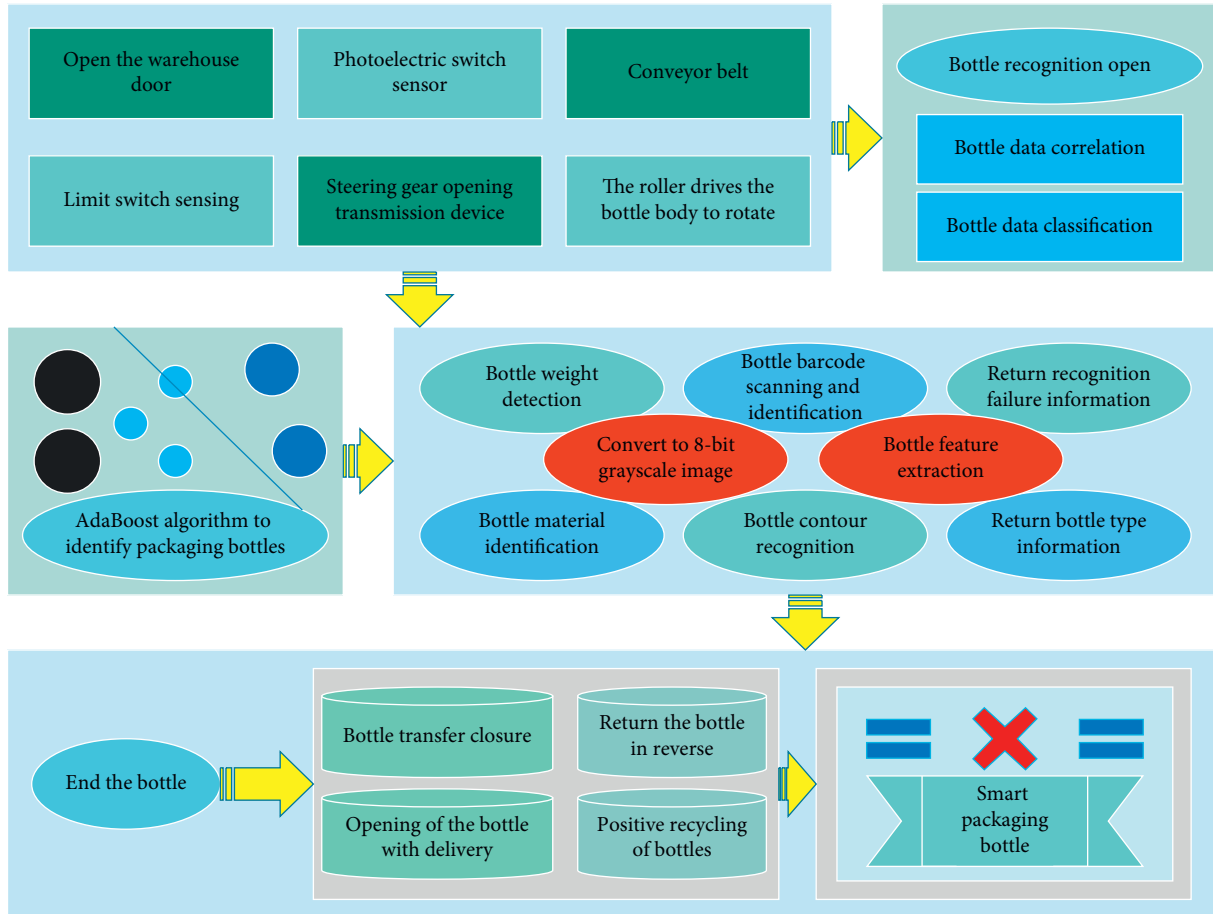 Open the warehouse
door
Photoelectric switch
sensor
Conveyor belt
Limit switch sensing
Steering gear opening
transmission device
The roller drives the
bottle body to rotate
Bottle recognition open
Bottle data correlation
Bottle data classification
AdaBoost algorithm to
identify packaging bottles
Bottle weight
detection
Bottle barcode
scanning and
identification
Return recognition
failure information
Convert to 8-bit
grayscale image
Bottle feature
extraction
Bottle material
identification
Bottle contour
recognition
Return bottle type
information
End the bottle
Bottle transfer closure
Return the bottle
in reverse
Opening of the bottle
with delivery
Positive recycling
of bottles
Smart
packaging
bottle